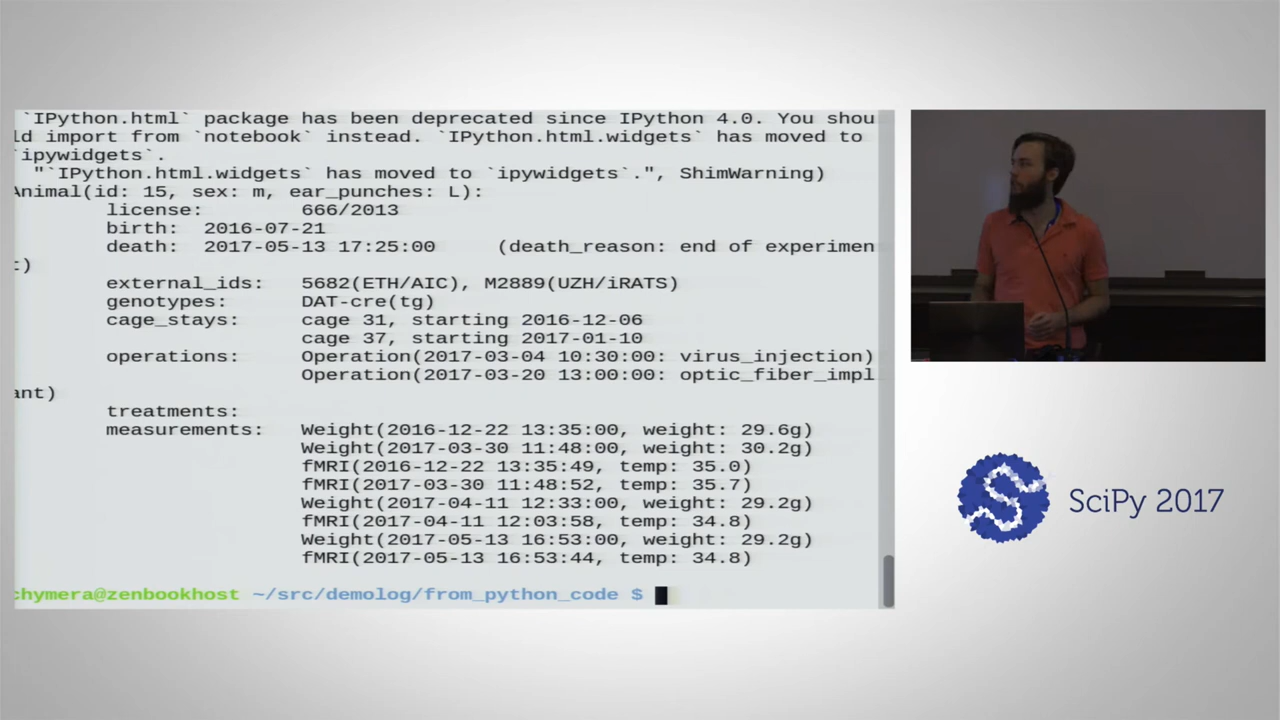 `IPython.html` package has been deprecated since IPython 4.0. You shou
ld import from `notebook` instead. `IPython.html.widgets` has moved to
`ipywidgets`.
"`IPython.html.widgets` has moved to `ipywidgets`.", ShimWarning)
Animal(id: 15, sex: m, ear_punches: L):
license: 666/2013
birth: 2016-07-21
death: 2017-05-13 17:25:00 (death_reason: end of experimen
t)
external_ids: 5682(ETH/AIC), M2889(UZH/iRATS)
genotypes: DAT-cre(tg)
cage_stays: cage 31, starting 2016-12-06
cage 37, starting 2017-01-10
operations: Operation(2017-03-04 10:30:00: virus_injection)
Operation(2017-03-20 13:00:00: optic_fiber_impl
ant)
treatments:
measurements: Weight(2016-12-22 13:35:00, weight: 29.6g)
Weight(2017-03-30 11:48:00, weight: 30.2g)
fMRI(2016-12-22 13:35:49, temp: 35.0)
fMRI(2017-03-30 11:48:52, temp: 35.7)
Weight(2017-04-11 12:33:00, weight: 29.2g)
fMRI(2017-04-11 12:03:58, temp: 34.8)
Weight(2017-05-13 16:53:00, weight: 29.2g)
fMRI(2017-05-13 16:53:44, temp: 34.8)
chymera@zenbookhost ~/src/demolog/from_python_code $
SciPy 2017